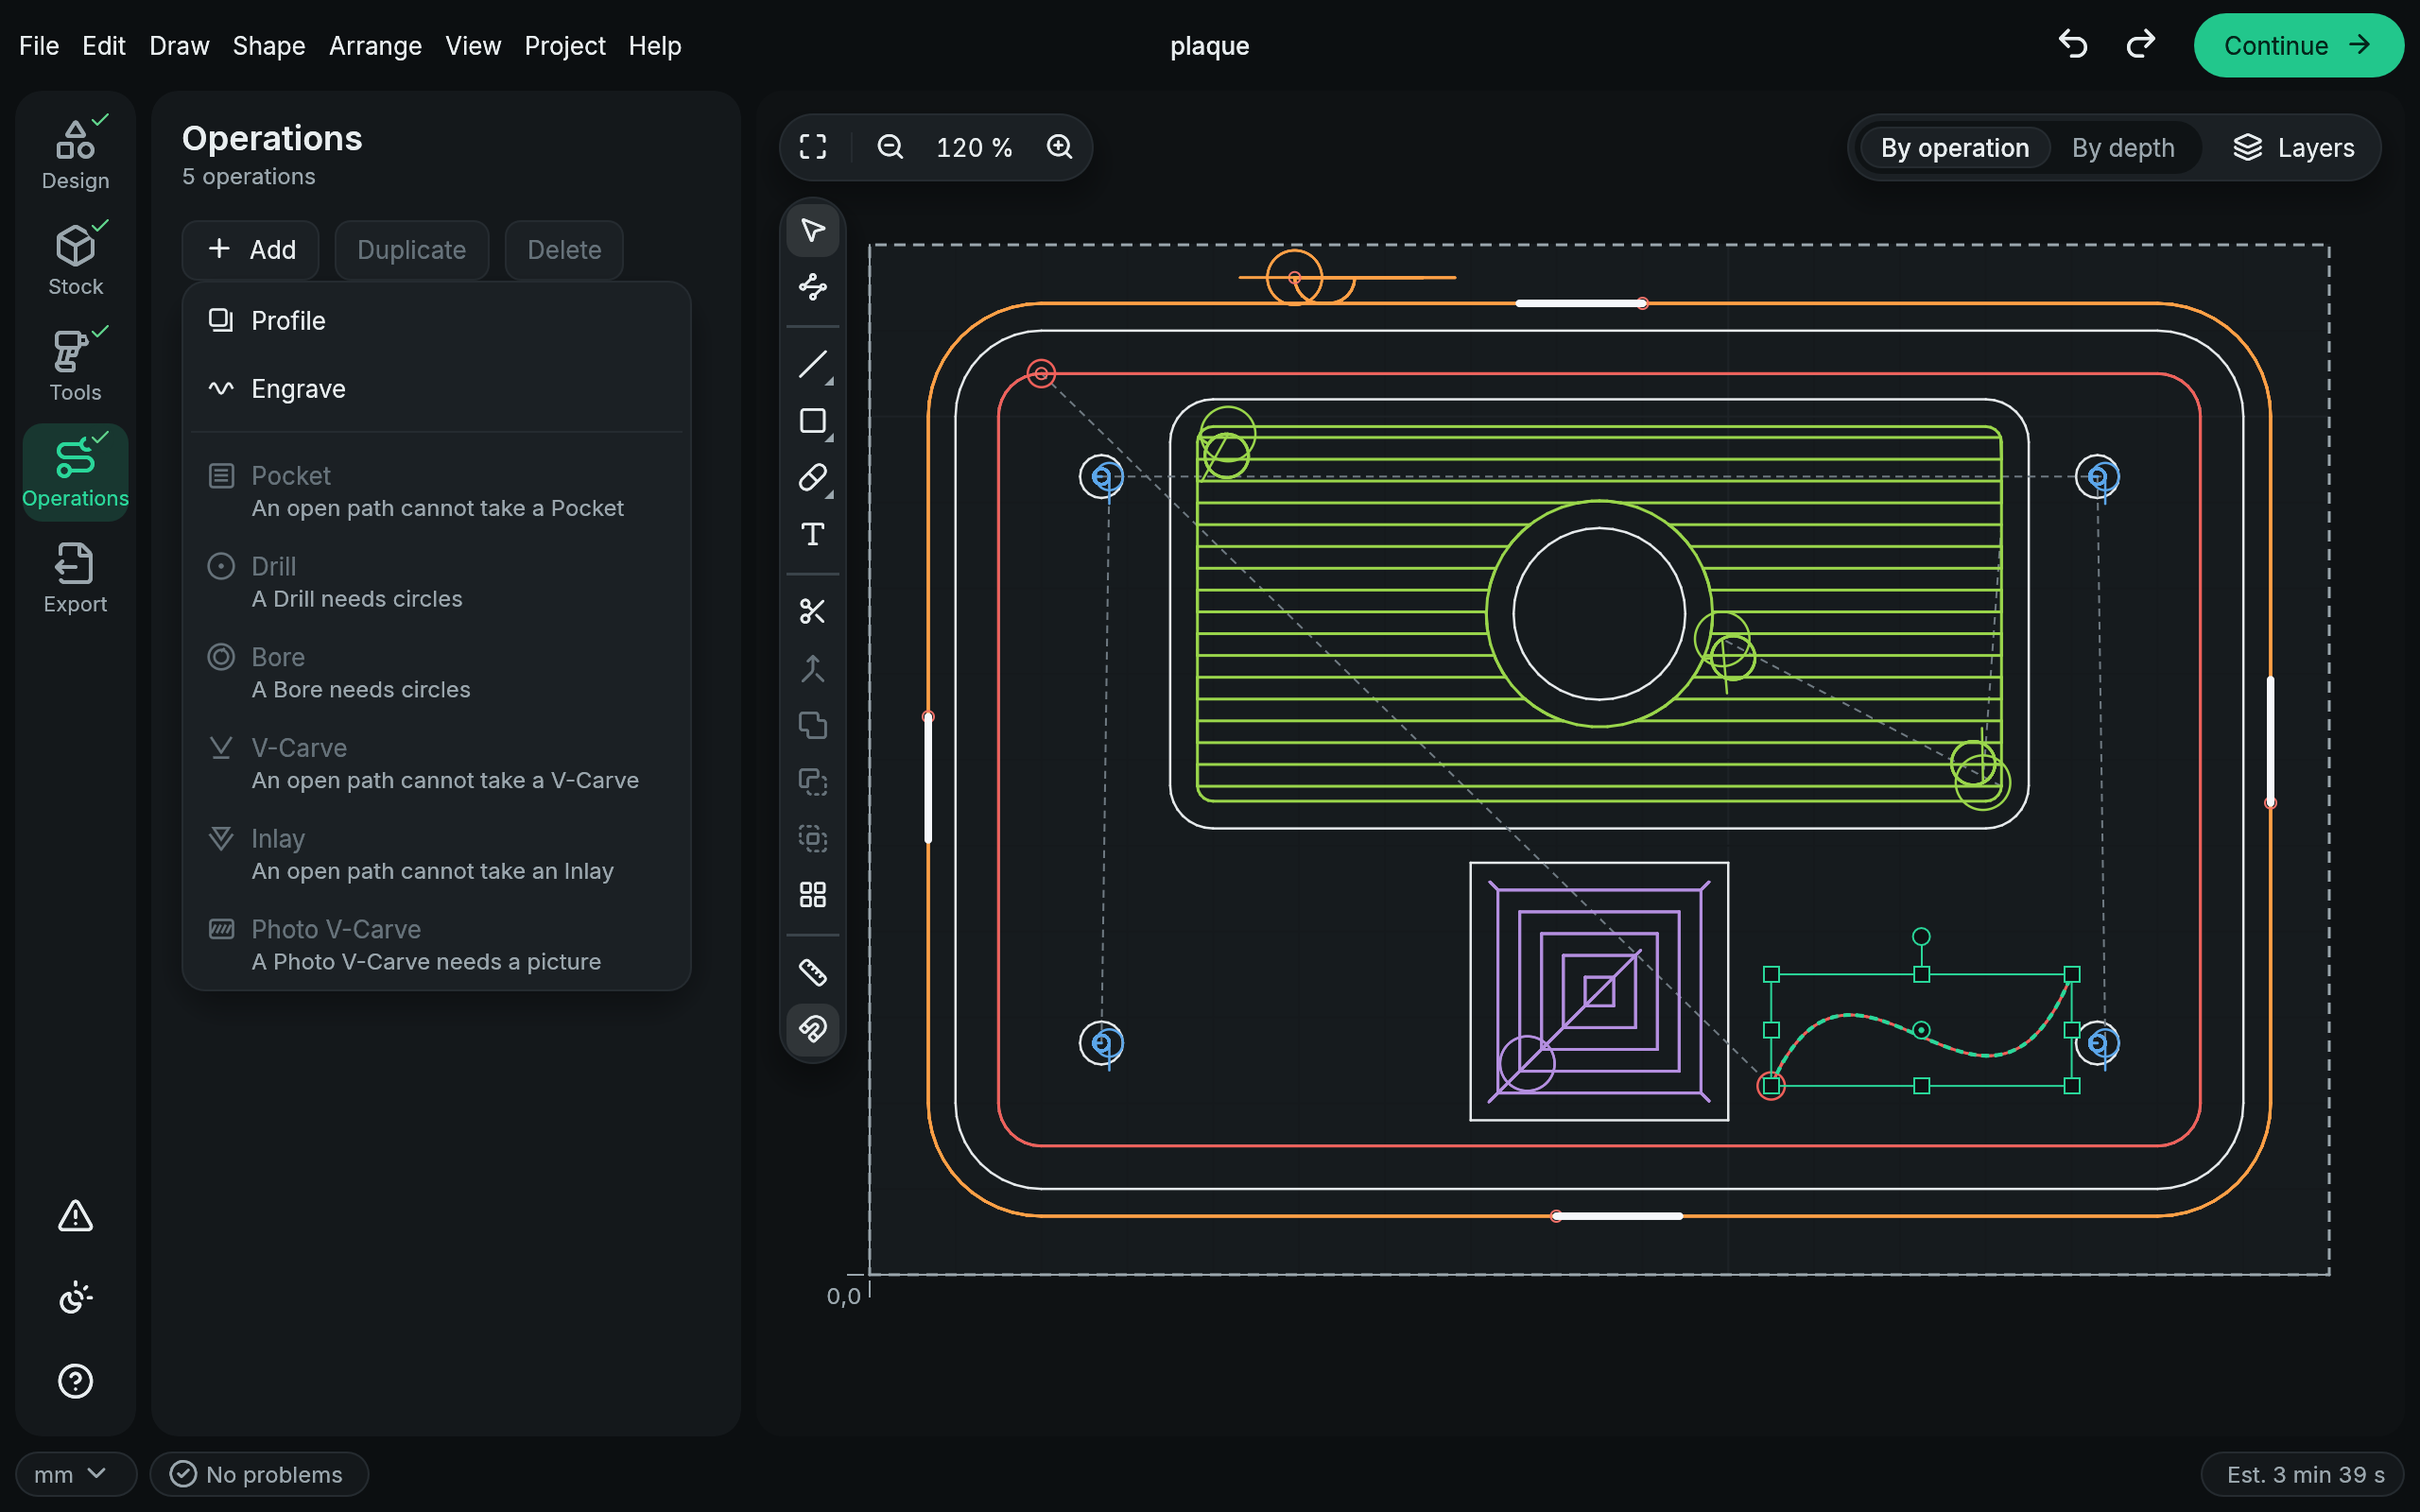 File Edit Draw Shape Arrange View Project Help
plaque
Continue
Design
Stock
Tools
Operations
Export
Operations
5 operations
Add
Duplicate
Delete
Profile
Engrave
Pocket
An open path cannot take a Pocket
Drill
A Drill needs circles
Bore
A Bore needs circles
V-Carve
An open path cannot take a V-Carve
Inlay
An open path cannot take an Inlay
Photo V-Carve
A Photo V-Carve needs a picture
120 %
By operation
By depth
Layers
0,0
mm
No problems
Est. 3 min 39 s